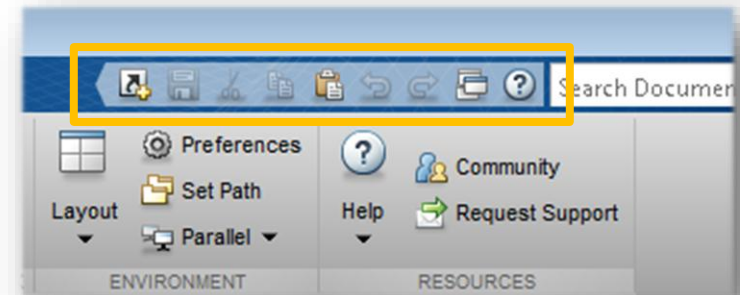 Search Documen
Preferences
Set Path
Layout
Parallel
ENVIRONMENT
Community
Help
Request Support
RESOURCES